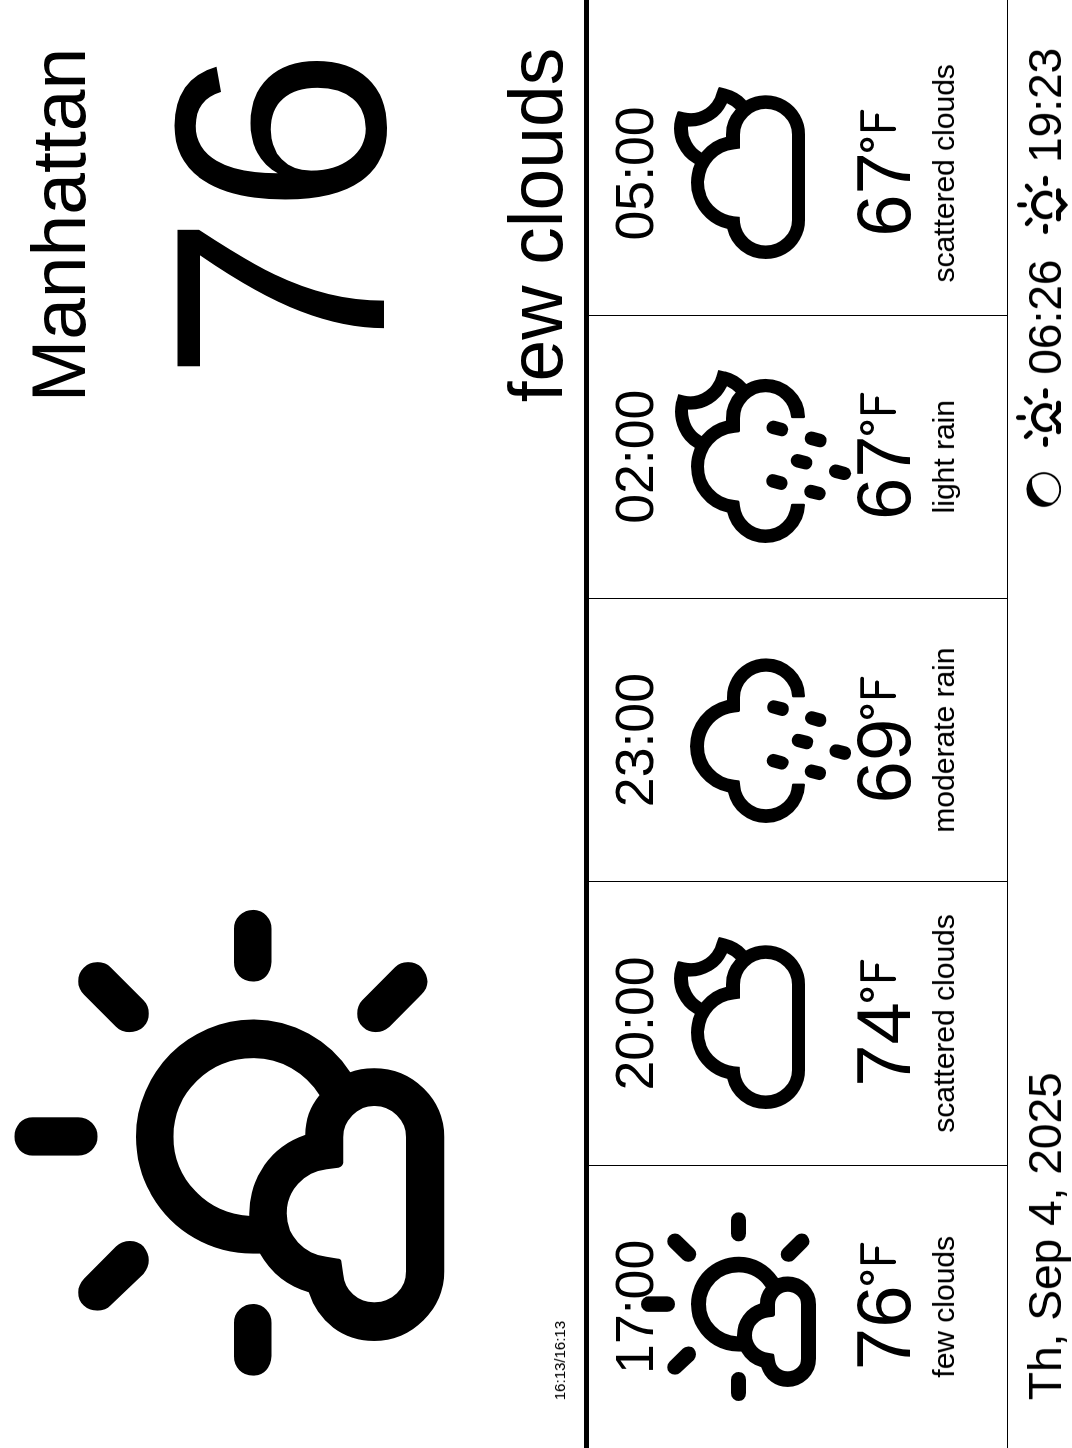 Manhattan
76
few clouds
16:13/16:13
17:00
76°F
few clouds
20:00
74°F
scattered clouds
23:00
69°F
moderate rain
02:00
67°F
light rain
05:00
67°F
scattered clouds
Th, Sep 4, 2025
06:26
19:23